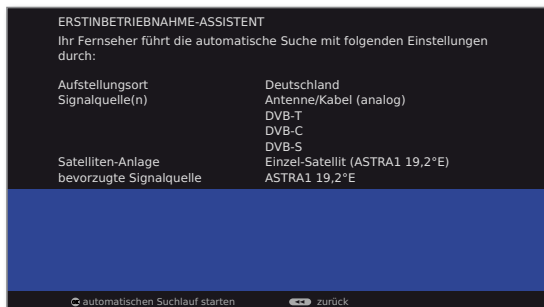 ERSTINBETRIEBNAHME-ASSISTENT
Ihr Fernseher führt die automatische Suche mit folgenden Einstellungen
durch:
Aufstellungsort Deutschland
Signalquelle(n) Antenne/Kabel (analog)
DVB-T
DVB-C
DVB-S
Satelliten-Anlage Einzel-Satellit (ASTRA1 19,2°E)
bevorzugte Signalquelle ASTRA1 19,2°E
OK automatischen Suchlauf starten zurück